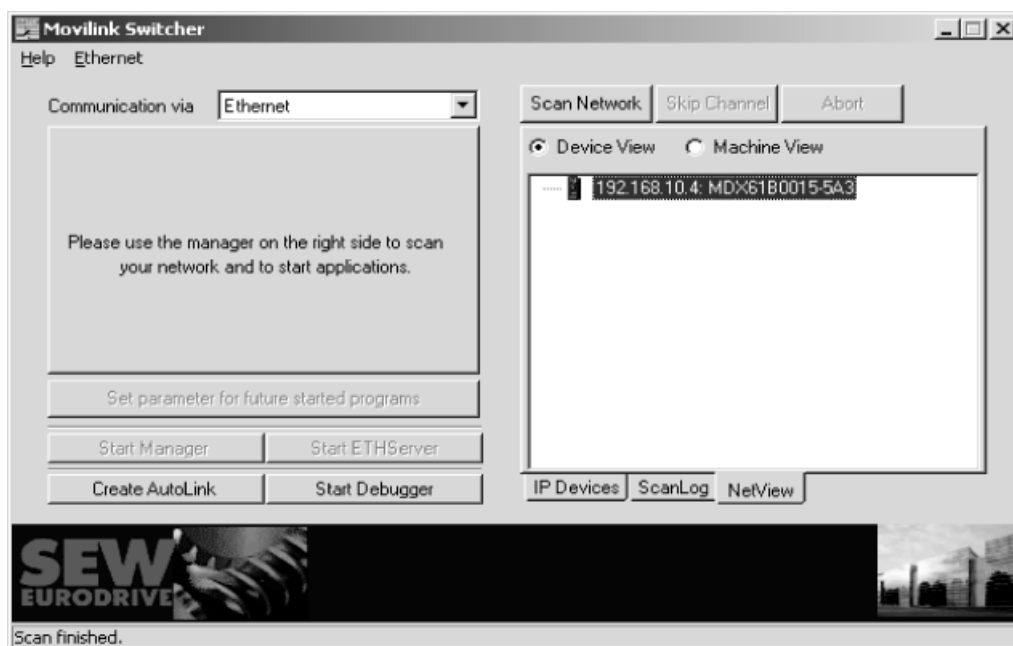 Movilink Switcher
Help Ethernet
Communication via Ethernet
Please use the manager on the right side to scan
your network and to start applications.
Set parameter for future started programs
Start Manager Start ETHServer
Create AutoLink Start Debugger
Scan Network Skip Channel Abort
Device View Machine View
192.168.10.4: MDX61B0015-5A3
IP Devices ScanLog NetView
SEW
EURODRIVE
Scan finished.